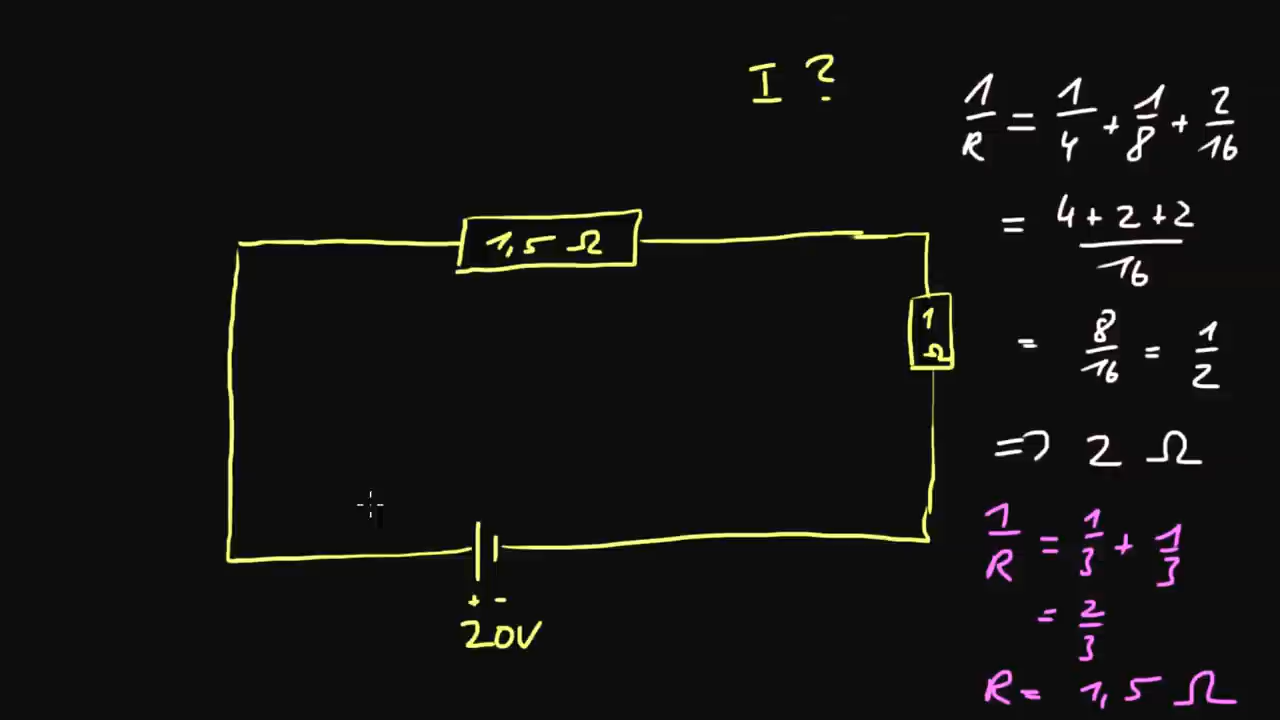 I ?
1/R = 1/4 + 1/8 + 2/16
= (4+2+2)/16
= 8/16 = 1/2
=> 2 Ω
1/R = 1/3 + 1/3
= 2/3
R = 1,5 Ω
1,5 Ω
1 Ω
+ -
20V